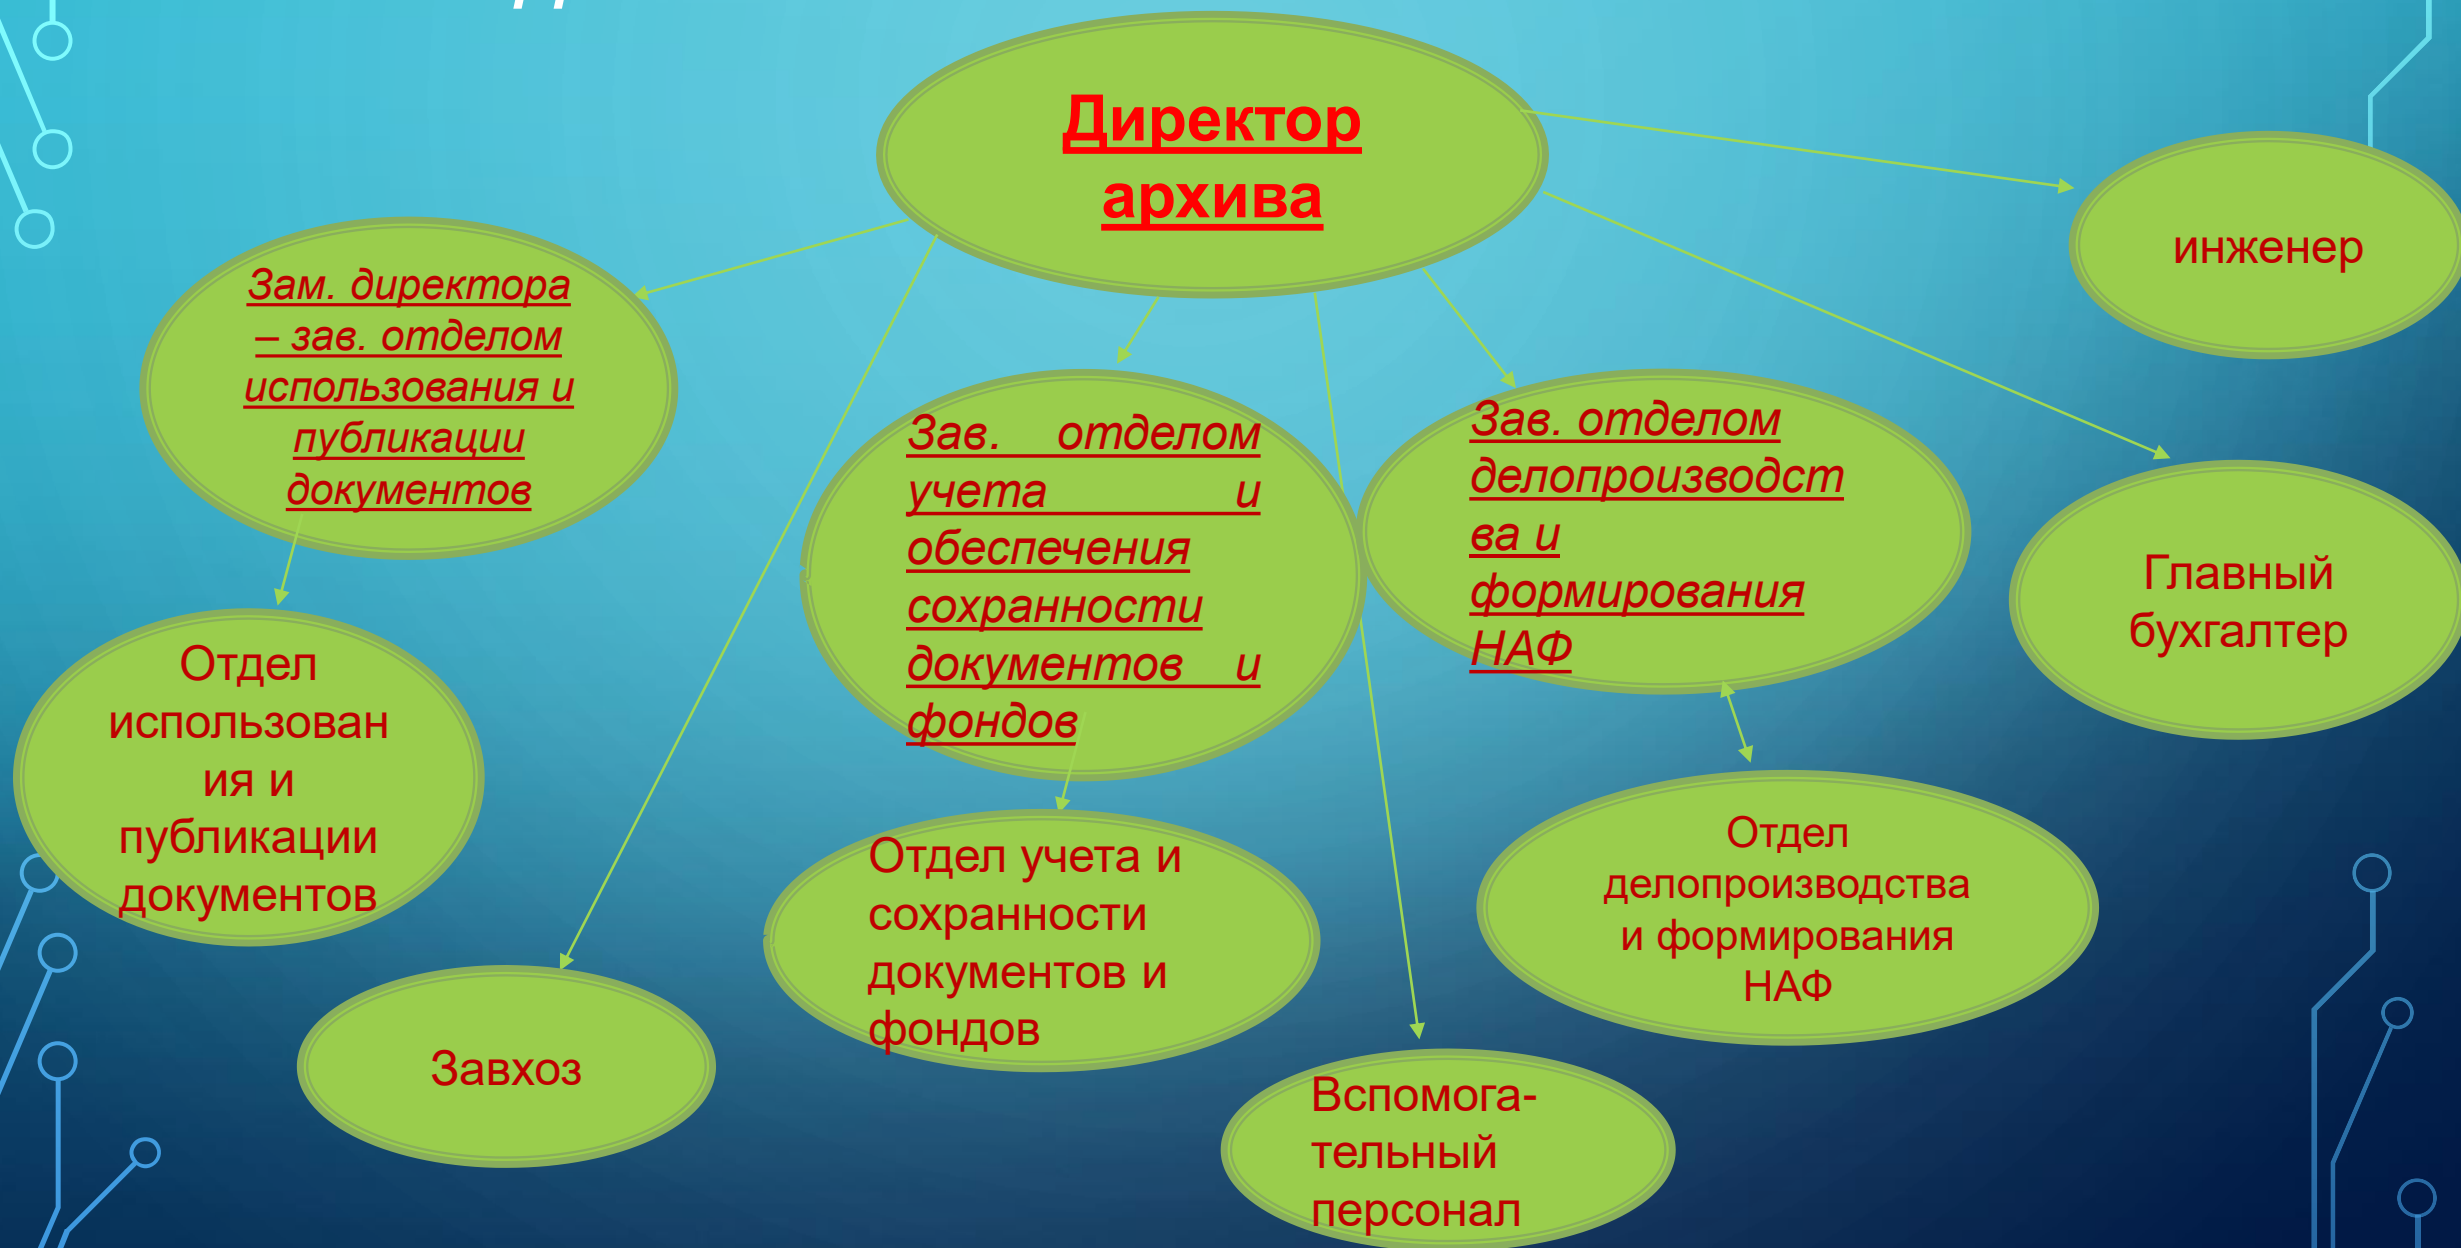 Директор
архива
инженер
Зам. директора
– зав. отделом
использования и
публикации
документов
Зав. отделом
учета и
обеспечения
сохранности
документов и
фондов
Зав. отделом
делопроизводст
ва и
формирования
НАФ
Главный
бухгалтер
Отдел
использован
ия и
публикации
документов
Отдел учета и
сохранности
документов и
фондов
Отдел
делопроизводства
и формирования
НАФ
Завхоз
Вспомога-
тельный
персонал